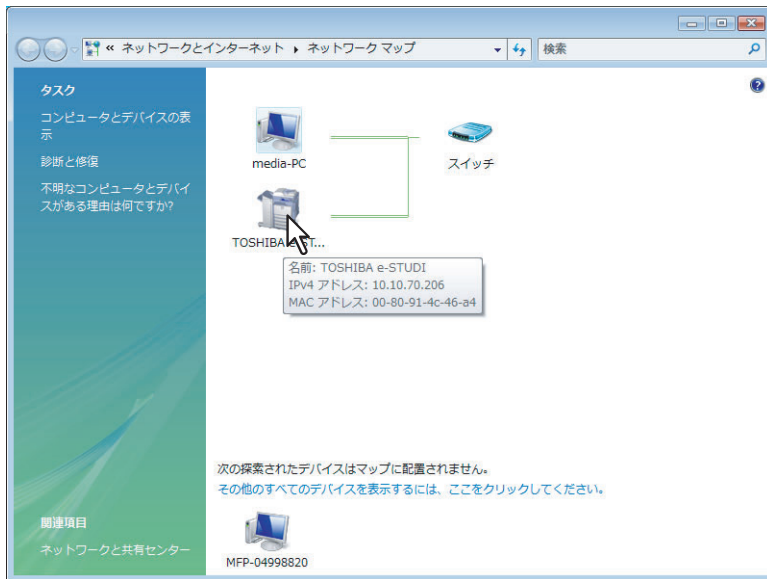 « ネットワークとインターネット ▸ ネットワーク マップ
検索
タスク
コンピュータとデバイスの表
示
診断と修復
不明なコンピュータとデバイ
スがある理由は何ですか?
media-PC
スイッチ
TOSHIBA e-ST...
名前: TOSHIBA e-STUDI
IPv4 アドレス: 10.10.70.206
MAC アドレス: 00-80-91-4c-46-a4
次の探索されたデバイスはマップに配置されません。
その他のすべてのデバイスを表示するには、ここをクリックしてください。
関連項目
ネットワークと共有センター
MFP-04998820